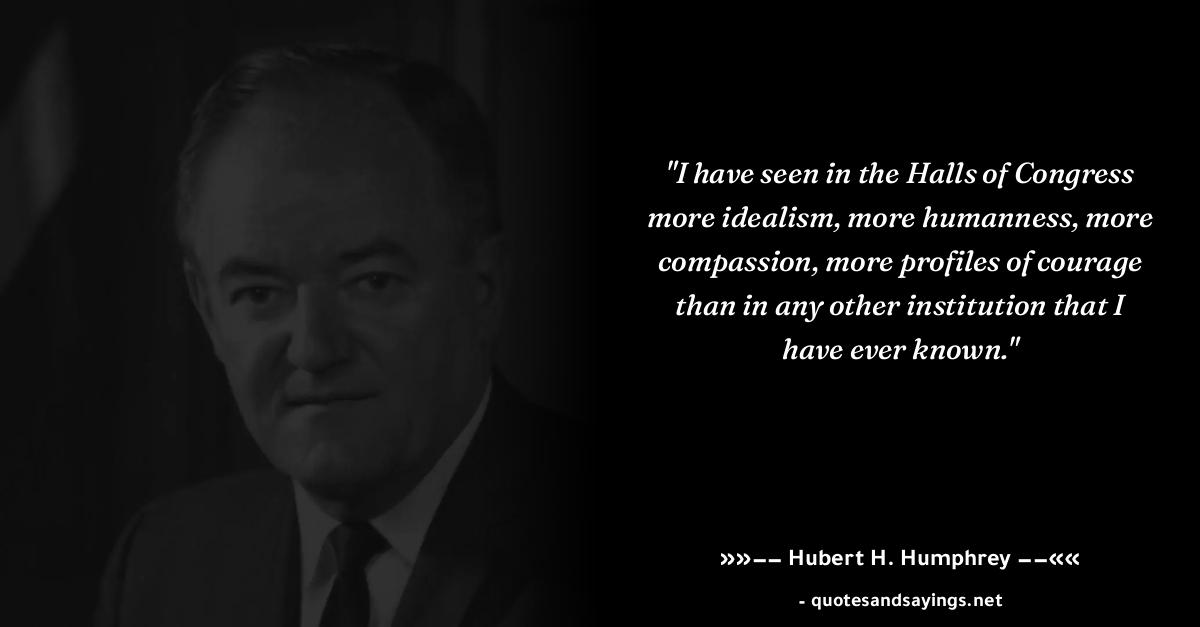 "I have seen in the Halls of Congress
more idealism, more humanness, more
compassion, more profiles of courage
than in any other institution that I
have ever known."
»»–– Hubert H. Humphrey ––««
- quotesandsayings.net